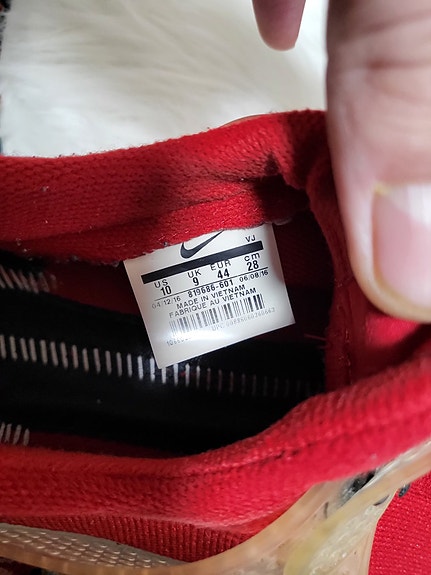 VJ
US UK EUR cm
10 9 44 28
04/12/16 819686-601 06/08/16
MADE IN VIETNAM
FABRIQUE AU VIETNAM